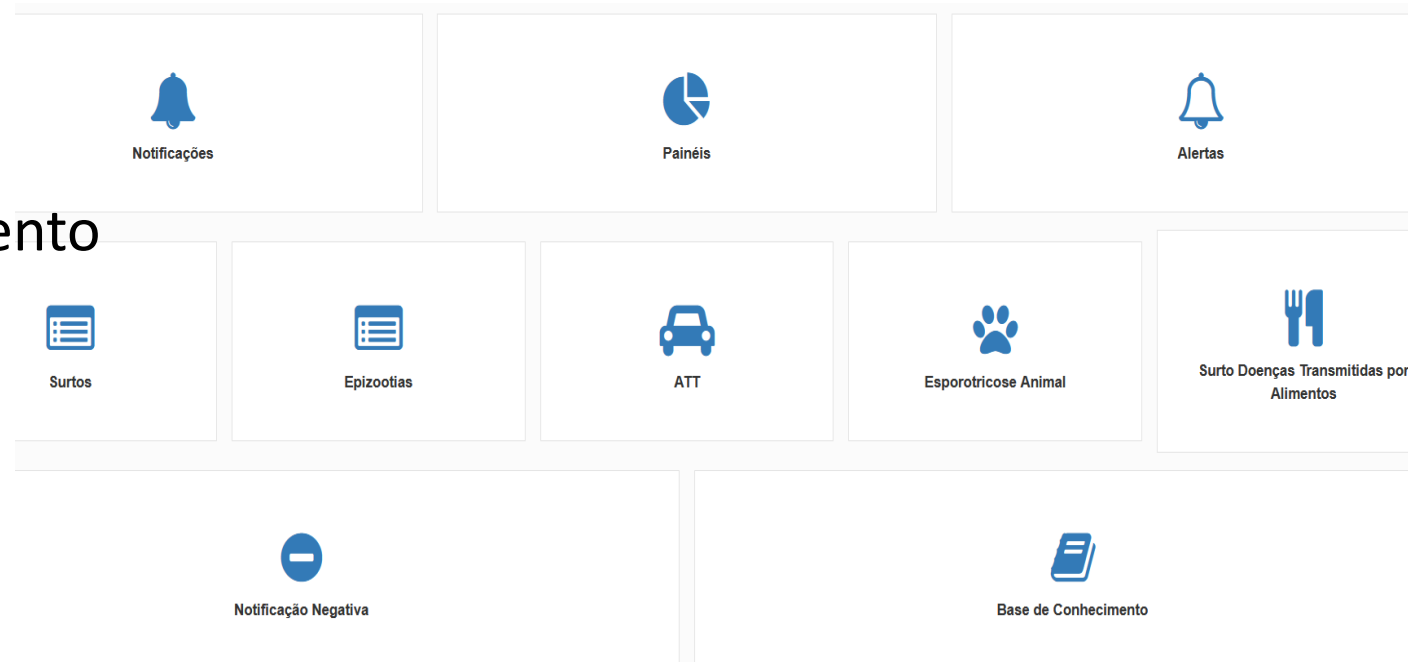 Notificações
Painéis
Alertas
ento
Surtos
Epizootias
ATT
Esporotricose Animal
Surto Doenças Transmitidas por
Alimentos
Notificação Negativa
Base de Conhecimento